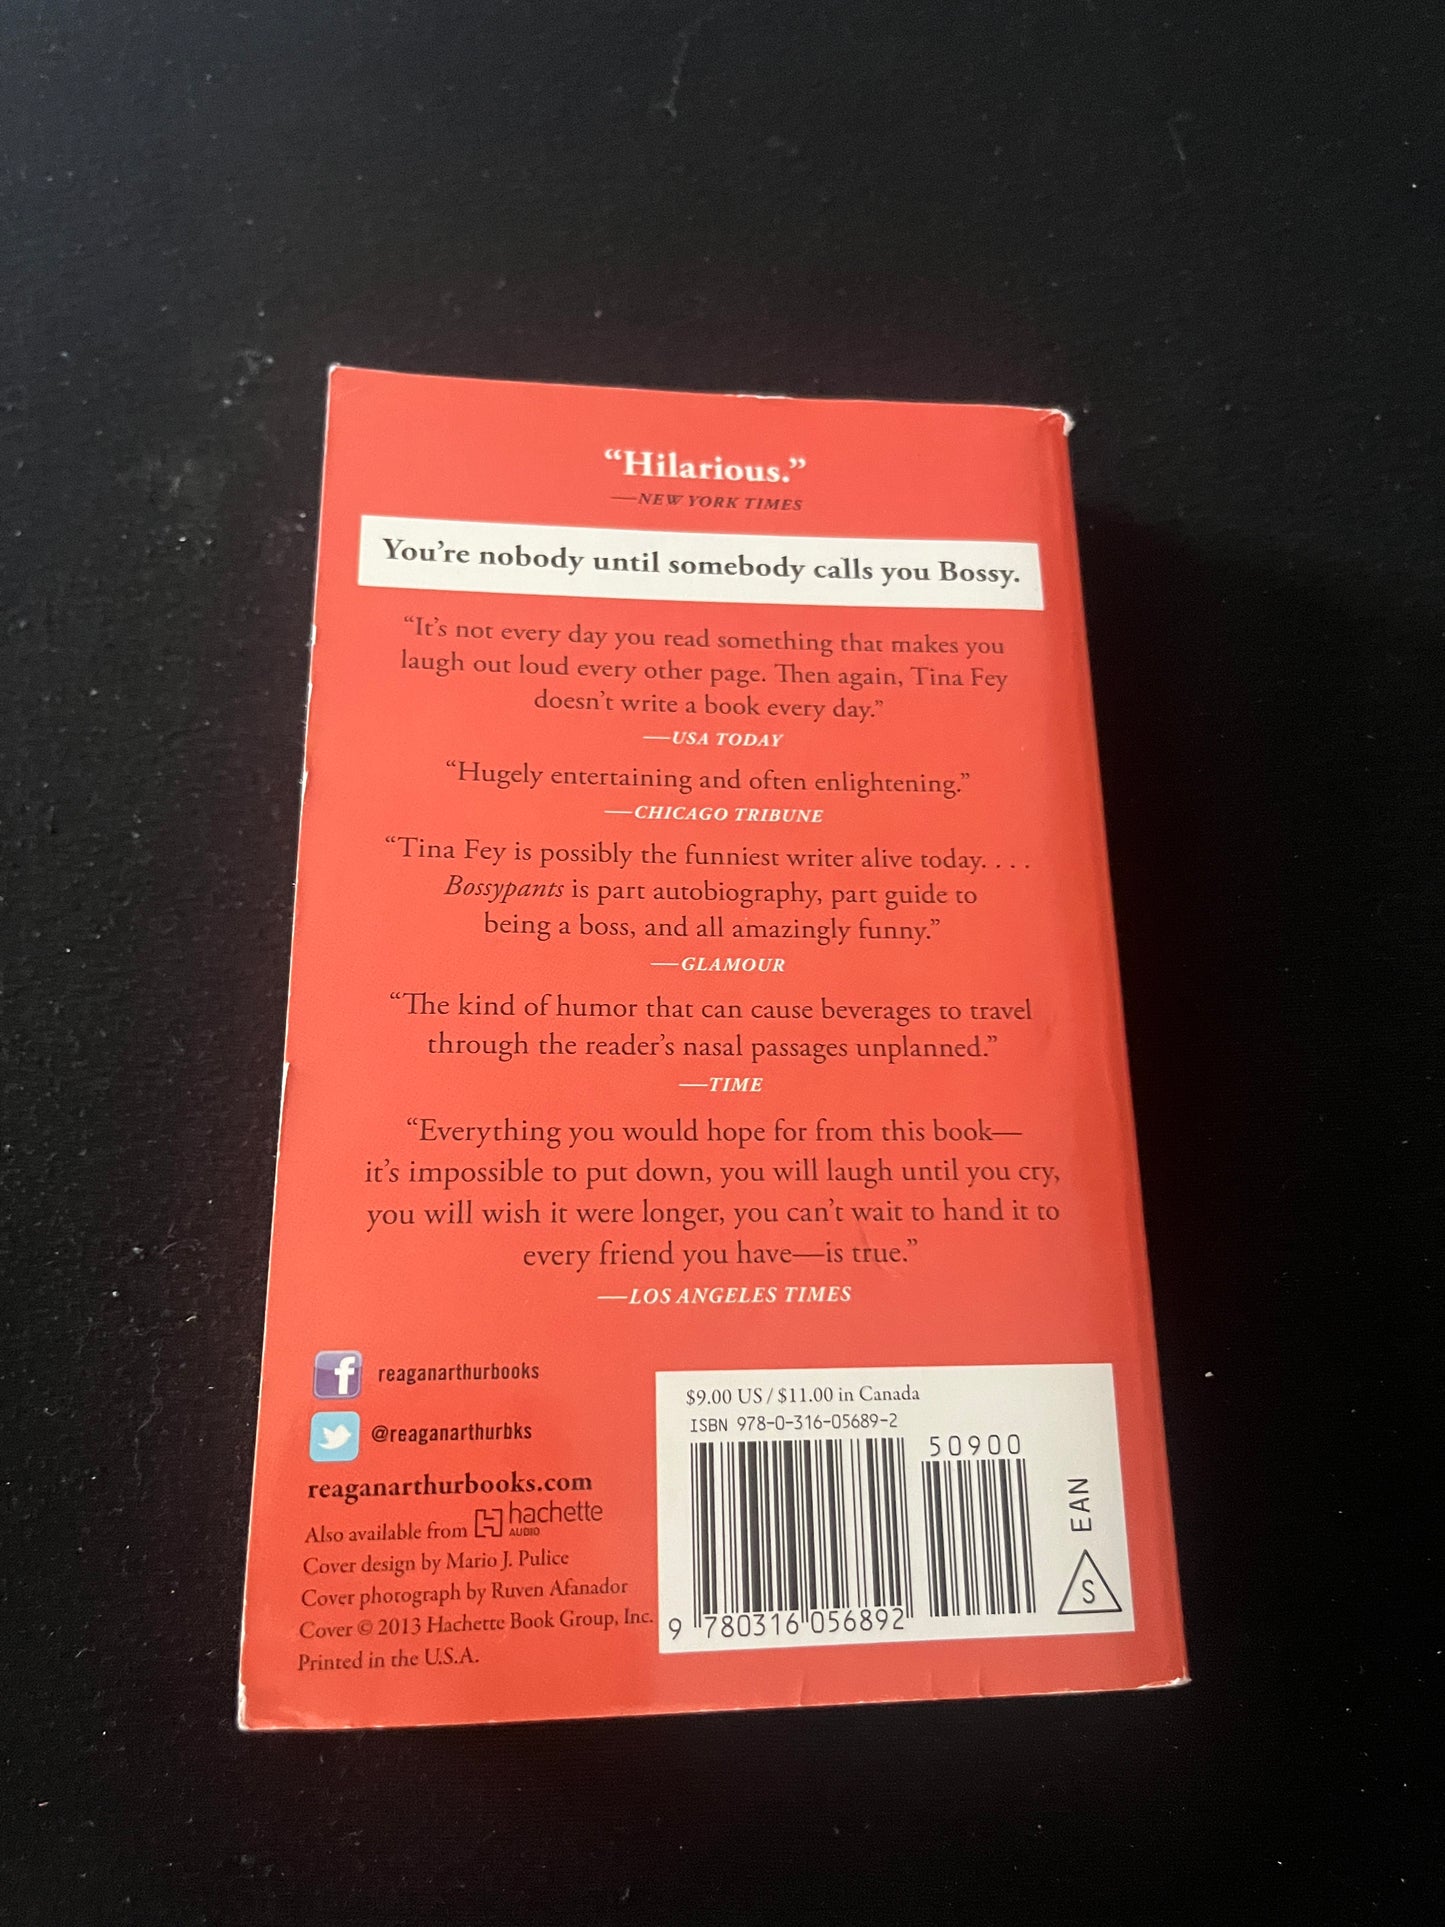 “Hilarious.”
—NEW YORK TIMES
You’re nobody until somebody calls you Bossy.
“It’s not every day you read something that makes you
laugh out loud every other page. Then again, Tina Fey
doesn’t write a book every day.”
—USA TODAY
“Hugely entertaining and often enlightening.”
—CHICAGO TRIBUNE
“Tina Fey is possibly the funniest writer alive today. . . .
Bossypants is part autobiography, part guide to
being a boss, and all amazingly funny.”
—GLAMOUR
“The kind of humor that can cause beverages to travel
through the reader’s nasal passages unplanned.”
—TIME
“Everything you would hope for from this book—
it’s impossible to put down, you will laugh until you cry,
you will wish it were longer, you can’t wait to hand it to
every friend you have—is true.”
—LOS ANGELES TIMES
f reaganarthurbooks
@reaganarthurbks
reaganarthurbooks.com
Also available from hachette
AUDIO
Cover design by Mario J. Pulice
Cover photograph by Ruven Afanador
Cover © 2013 Hachette Book Group, Inc.
Printed in the U.S.A.
$9.00 US / $11.00 in Canada
ISBN 978-0-316-05689-2
50900
9 780316 056892
EAN
S